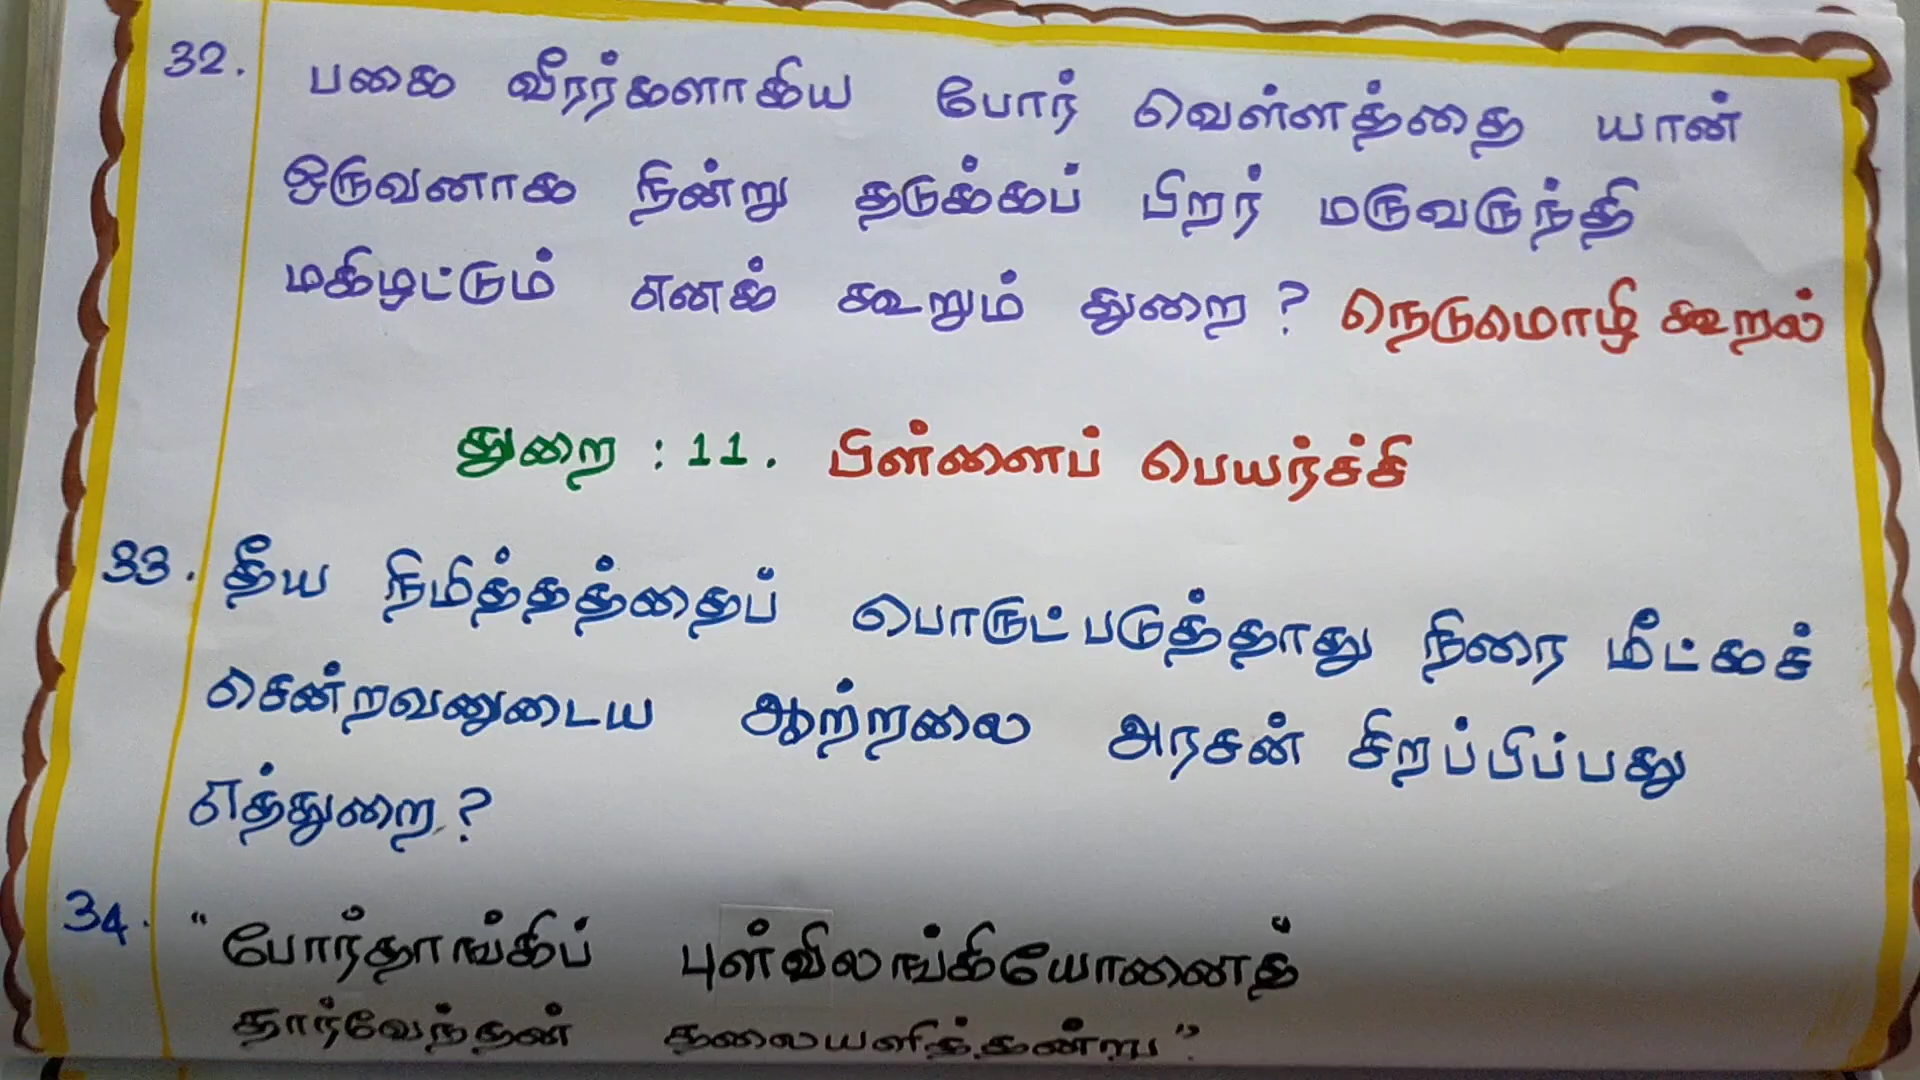 32. பகை வீரர்களாகிய போர் வெள்ளத்தை யான்
ஒருவனாக நின்று தடுக்கப் பிறர் மருவருந்தி
மகிழட்டும் எனக் கூறும் துறை? நெடுமொழி கூறல்
துறை : 11. பிள்ளைப் பெயர்ச்சி
33. தீய நிமித்தத்தைப் பொருட்படுத்தாது நிரை மீட்கச்
சென்றவனுடைய ஆற்றலை அரசன் சிறப்பிப்பது
எத்துறை?
34. "போர்தாங்கிப் புள்விலங்கியோனைத்
தார்வேந்தன் தலையளித்தன்று"